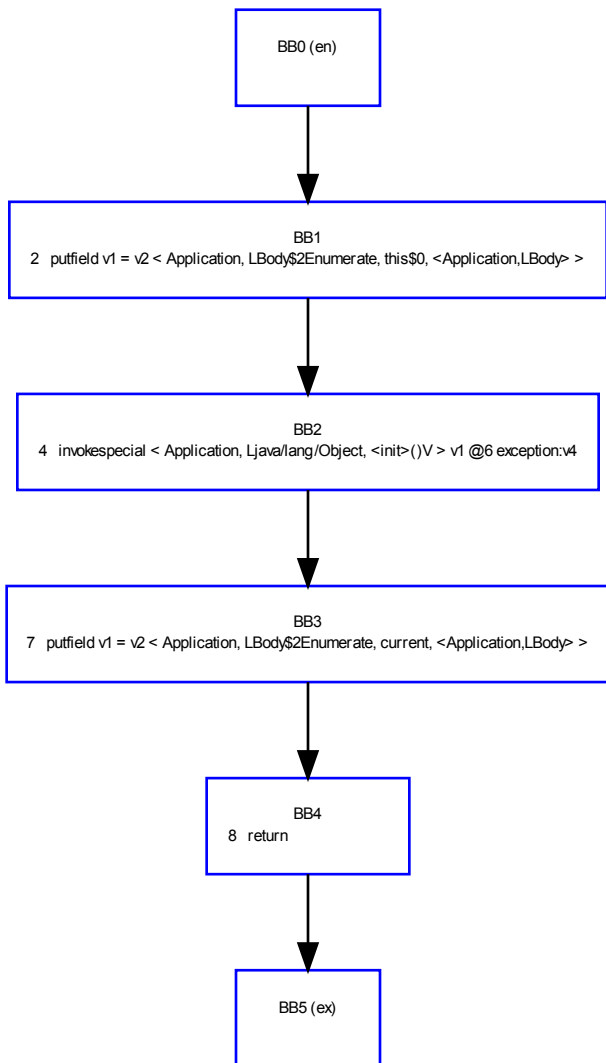 BB0 (en)
BB1
2 putfield v1 = v2 < Application, LBody$2Enumerate, this$0, <Application,LBody> >
BB2
4 invokespecial < Application, Ljava/lang/Object, <init>()V > v1 @6 exception:v4
BB3
7 putfield v1 = v2 < Application, LBody$2Enumerate, current, <Application,LBody> >
BB4
8 return
BB5 (ex)